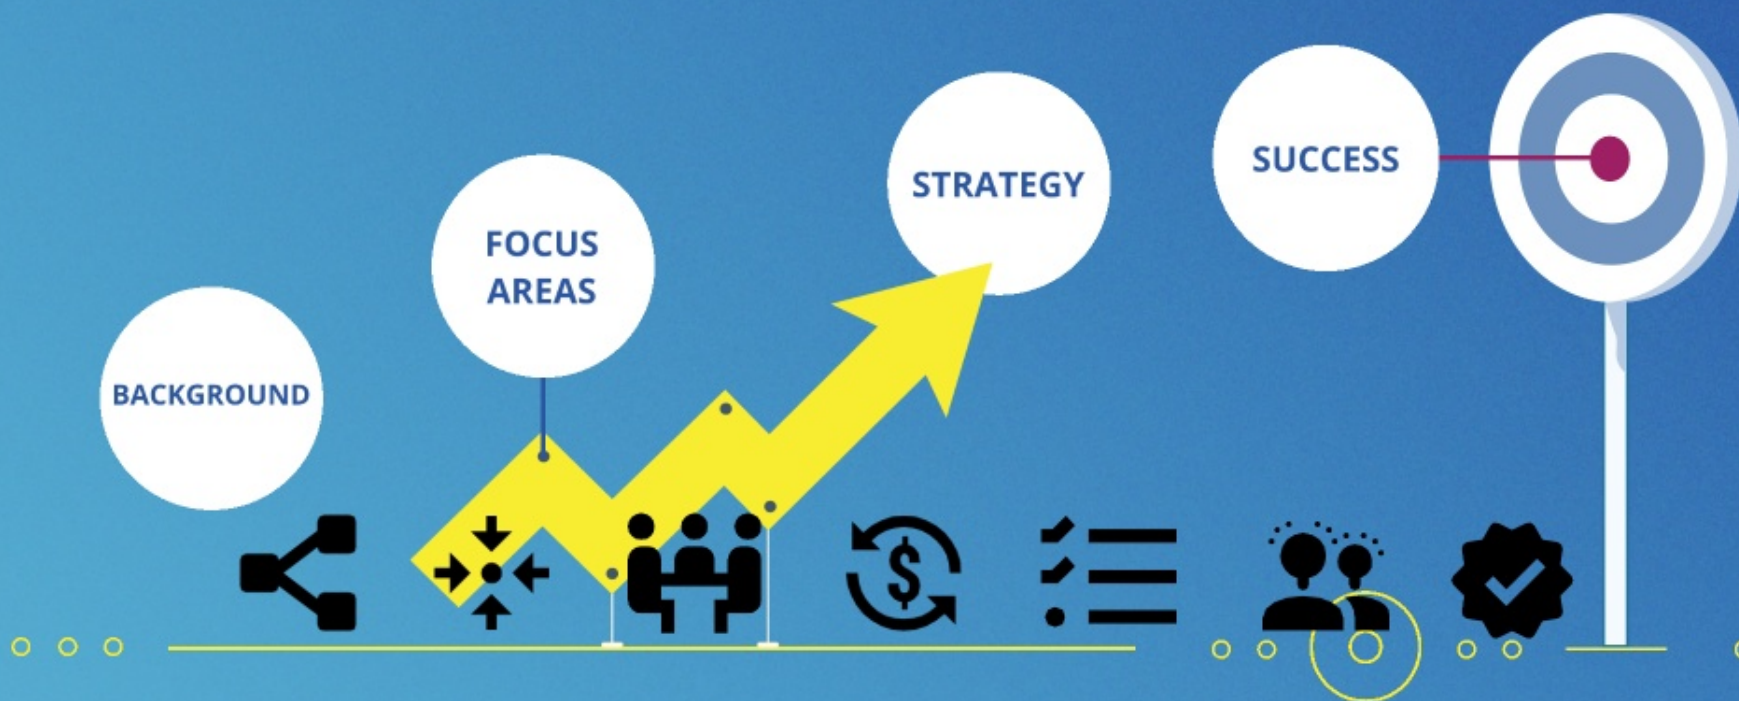 BACKGROUND
FOCUS
AREAS
STRATEGY
SUCCESS
$